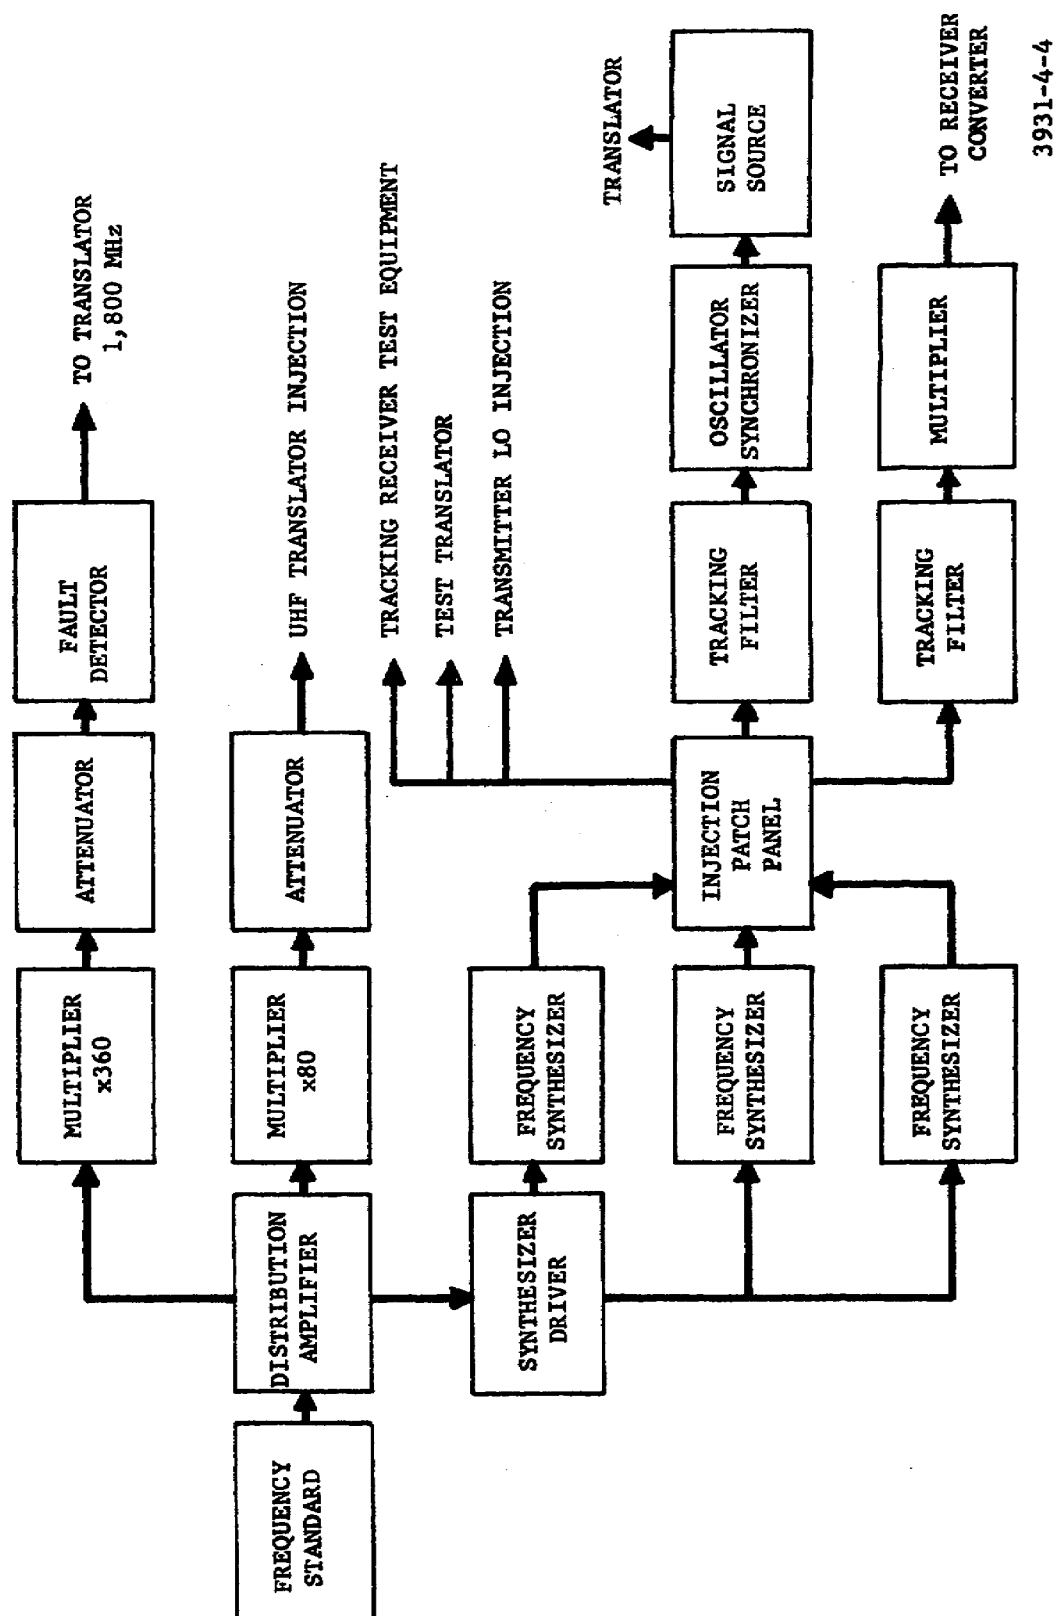 FREQUENCY
STANDARD
DISTRIBUTION
AMPLIFIER
MULTIPLIER
x360
ATTENUATOR
FAULT
DETECTOR
TO TRANSLATOR
1,800 MHz
MULTIPLIER
x80
ATTENUATOR
UHF TRANSLATOR INJECTION
SYNTHESIZER
DRIVER
FREQUENCY
SYNTHESIZER
FREQUENCY
SYNTHESIZER
FREQUENCY
SYNTHESIZER
INJECTION
PATCH
PANEL
TRACKING RECEIVER TEST EQUIPMENT
TEST TRANSLATOR
TRANSMITTER LO INJECTION
TRACKING
FILTER
OSCILLATOR
SYNCHRONIZER
SIGNAL
SOURCE
TRANSLATOR
TRACKING
FILTER
MULTIPLIER
TO RECEIVER
CONVERTER
3931-4-4